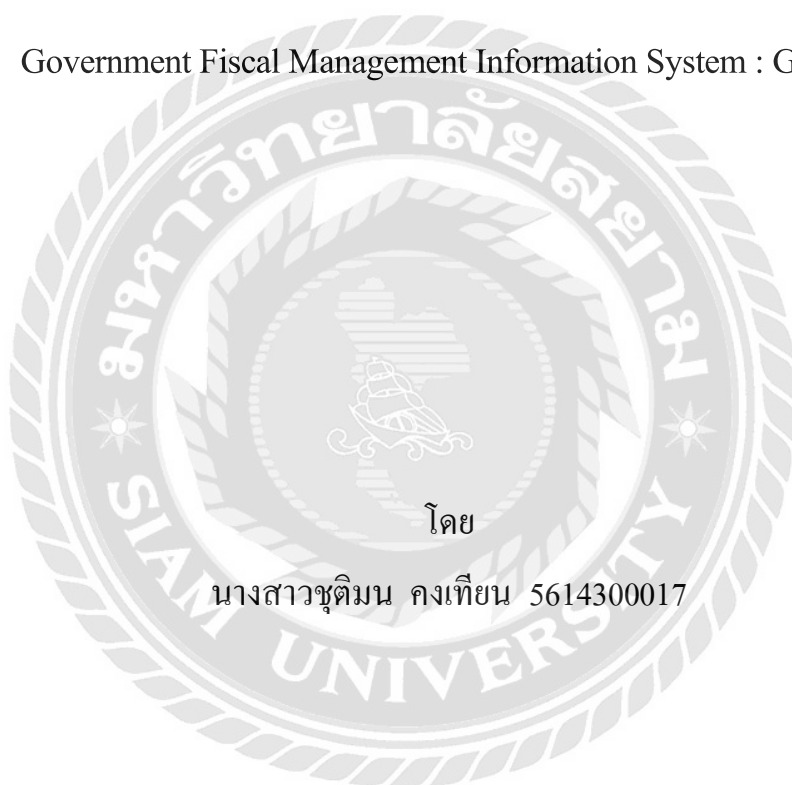 Government Fiscal Management Information System : G
มหาวิทยาลัยสยาม
SIAM UNIVERSITY
โดย
นางสาวชุติมน คงเทียน 5614300017